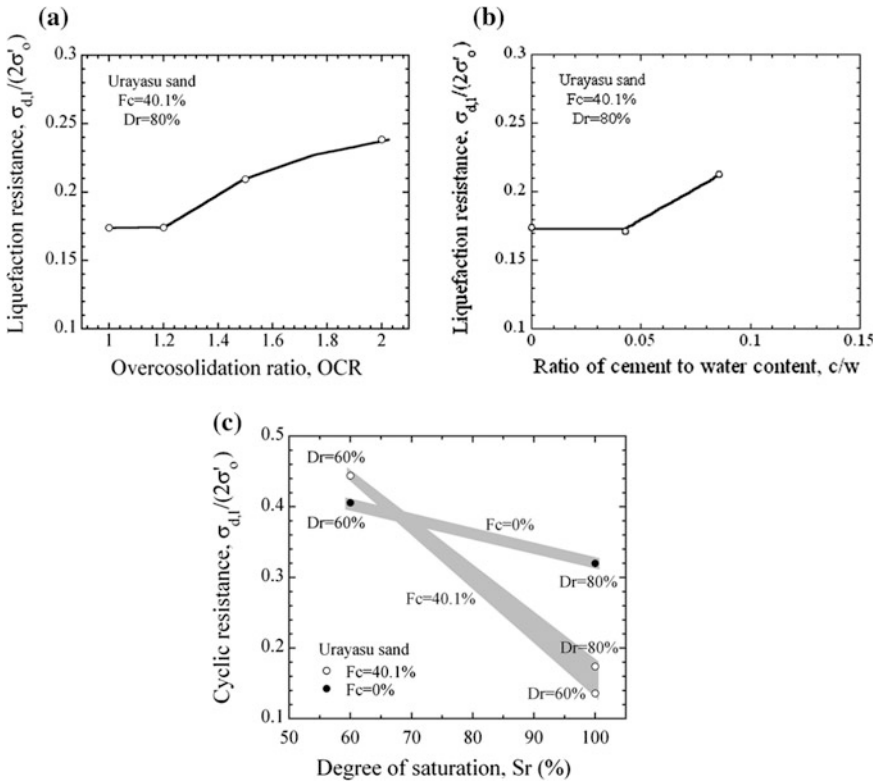 (a)
0.3
0.25
0.2
0.15
0.1
Liquefaction resistance, σd,l/(2σ'o)
Urayasu sand
Fc=40.1%
Dr=80%
1 1.2 1.4 1.6 1.8 2
Overcosolidation ratio, OCR
(b)
0.3
0.2
0.1
Liquefaction resistance, σd,l/(2σ'o)
Urayasu sand
Fc=40.1%
Dr=80%
0 0.05 0.1 0.15
Ratio of cement to water content, c/w
(c)
0.5
0.4
0.3
0.2
0.1
Cyclic resistance, σd,l/(2σ'o)
Dr=60%
Dr=60%
Fc=0%
Dr=80%
Fc=40.1%
Dr=80%
Dr=60%
Urayasu sand
Fc=40.1%
Fc=0%
50 60 70 80 90 100
Degree of saturation, Sr (%)